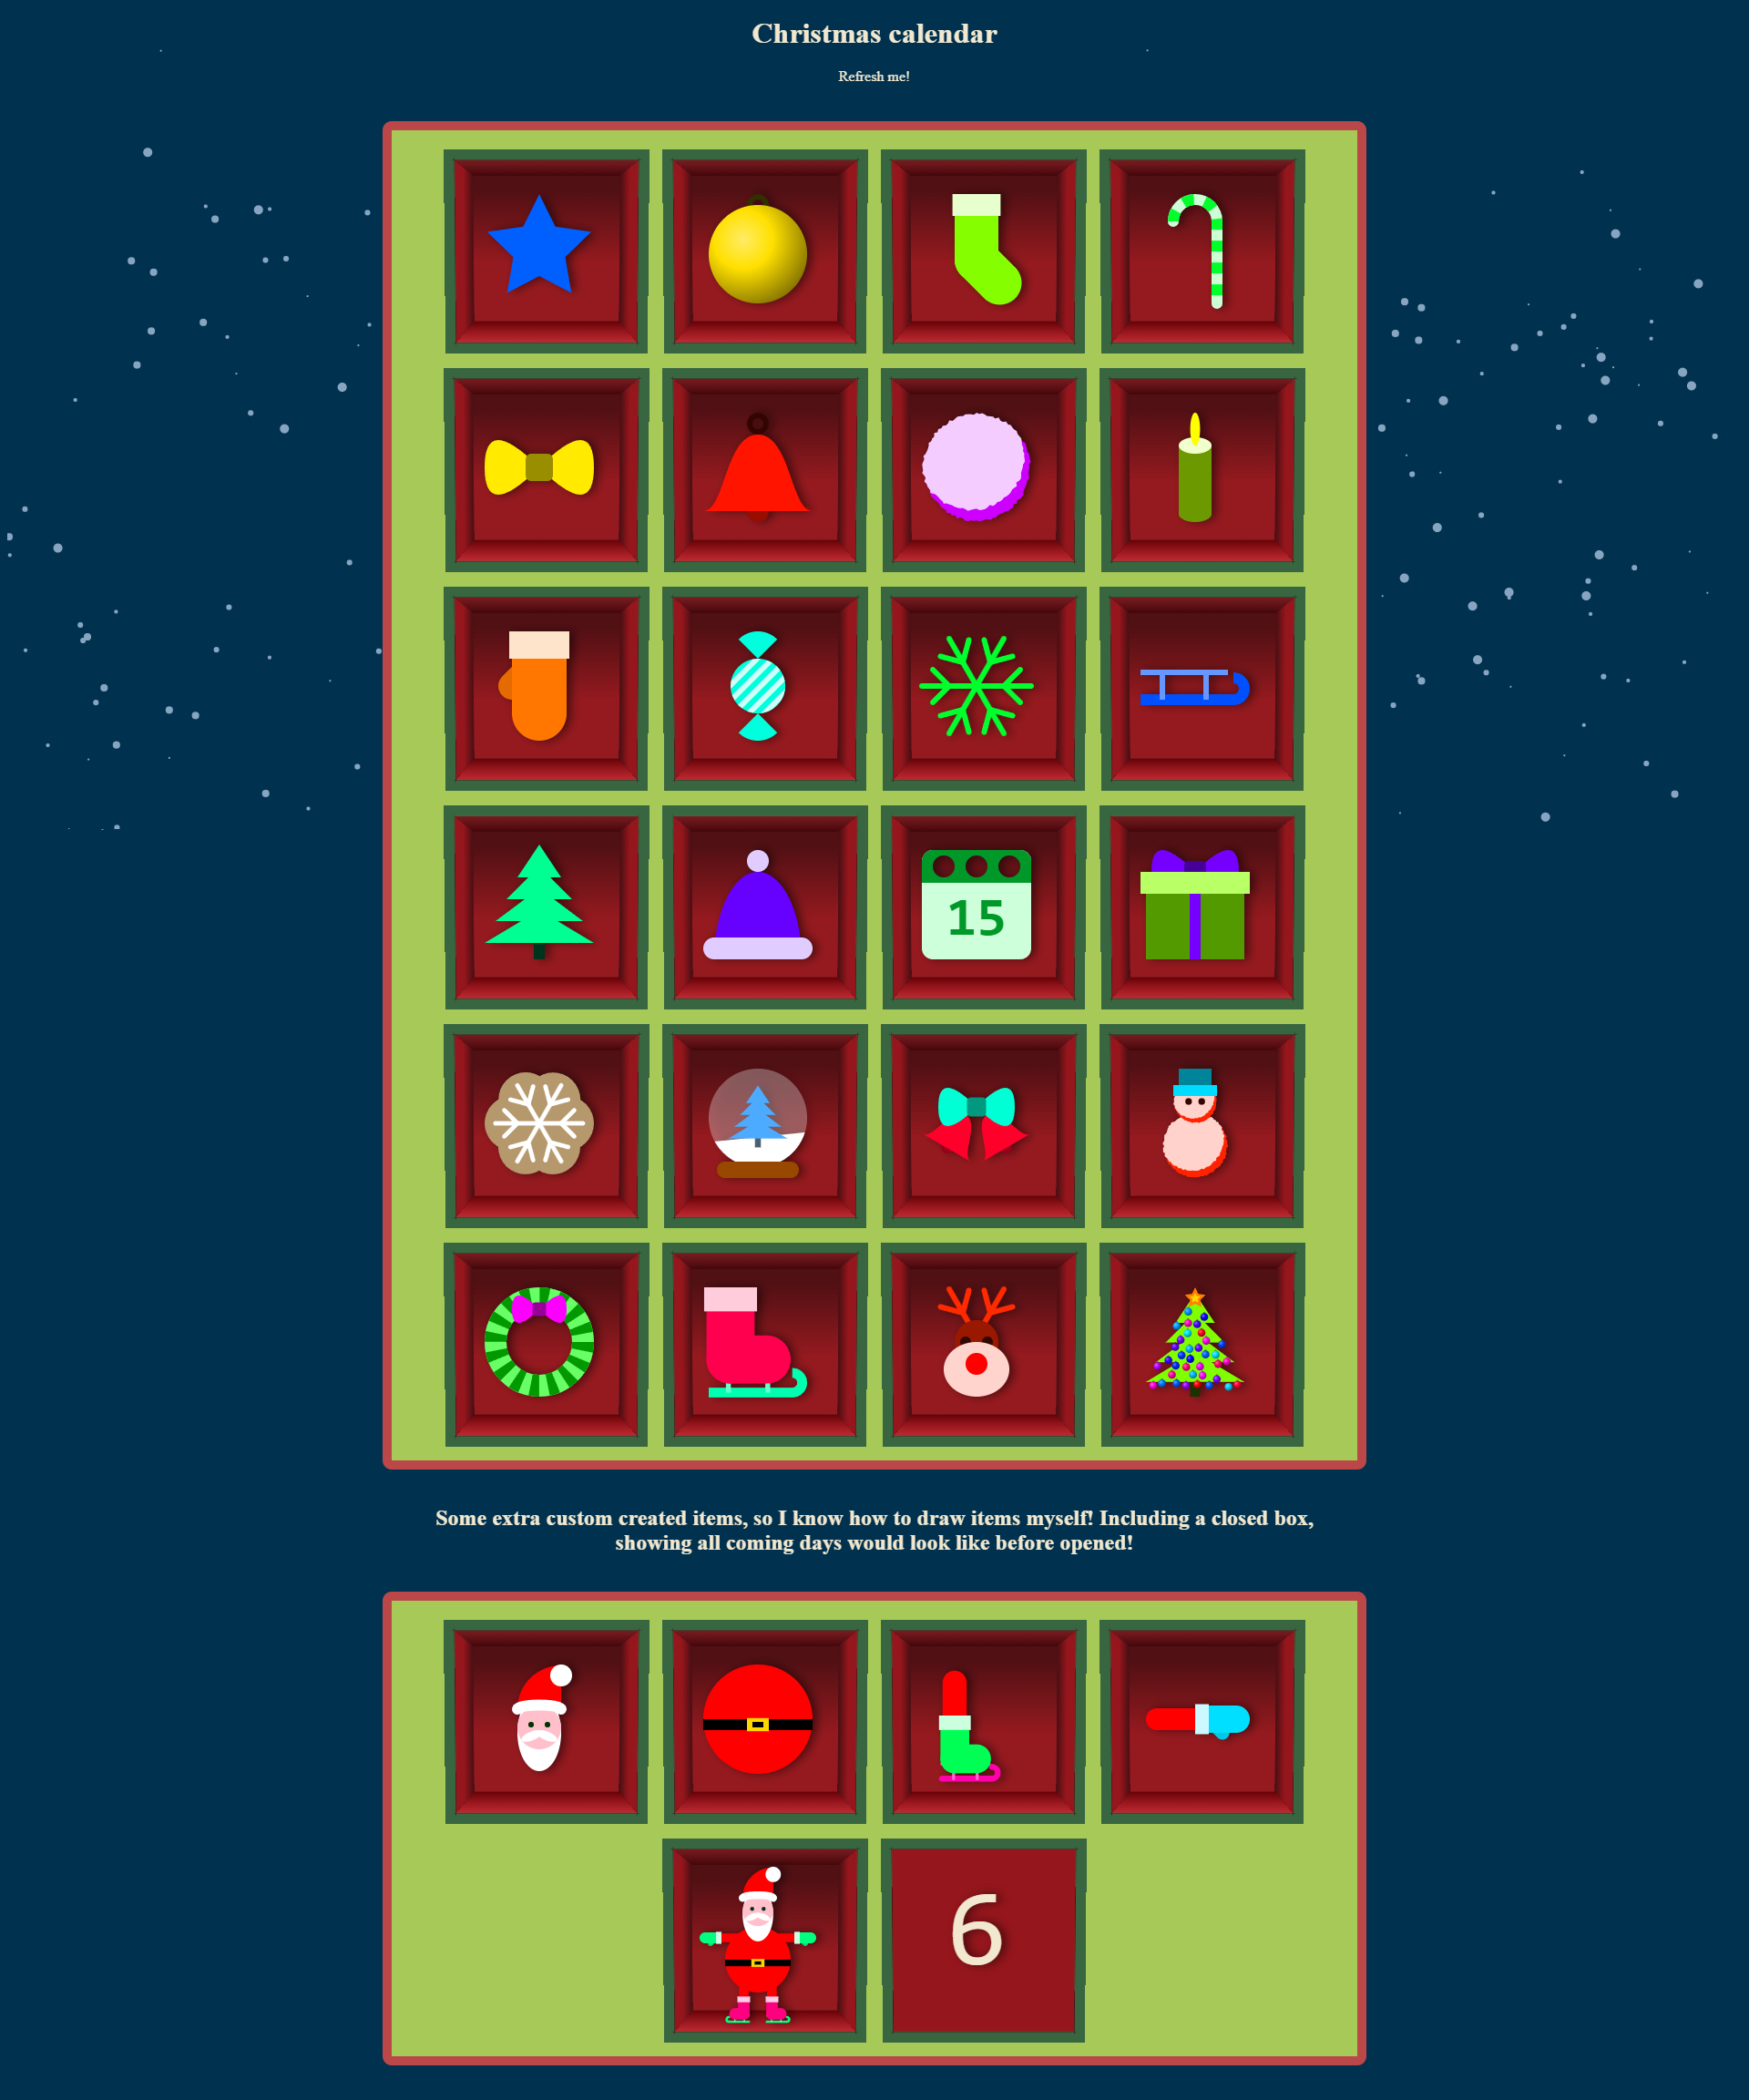 Christmas calendar
Refresh me!
15
Some extra custom created items, so I know how to draw items myself! Including a closed box,
showing all coming days would look like before opened!
6